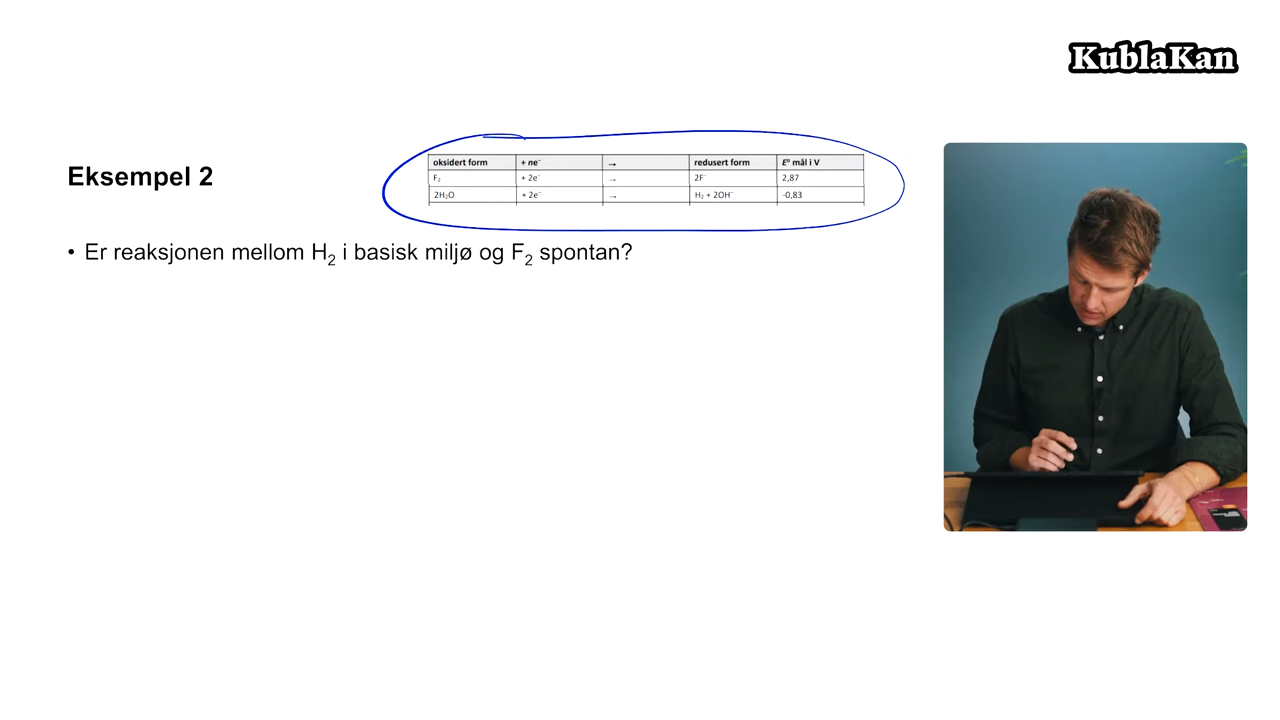 KublaKan
Eksempel 2
oksidert form + ne⁻ → redusert form E° mål i V
F₂ + 2e⁻ → 2F⁻ 2,87
2H₂O + 2e⁻ → H₂ + 2OH⁻ -0,83
• Er reaksjonen mellom H₂ i basisk miljø og F₂ spontan?